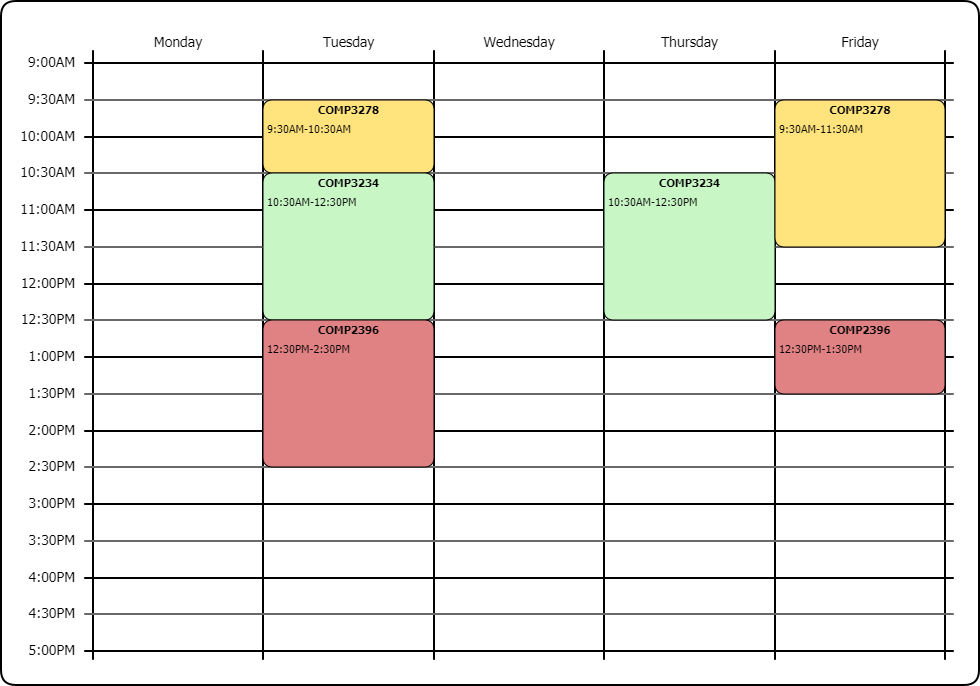 Monday Tuesday Wednesday Thursday Friday
9:00AM
9:30AM
COMP3278 COMP3278
9:30AM-10:30AM 9:30AM-11:30AM
10:00AM
10:30AM
COMP3234 COMP3234
10:30AM-12:30PM 10:30AM-12:30PM
11:00AM
11:30AM
12:00PM
12:30PM
COMP2396 COMP2396
12:30PM-2:30PM 12:30PM-1:30PM
1:00PM
1:30PM
2:00PM
2:30PM
3:00PM
3:30PM
4:00PM
4:30PM
5:00PM